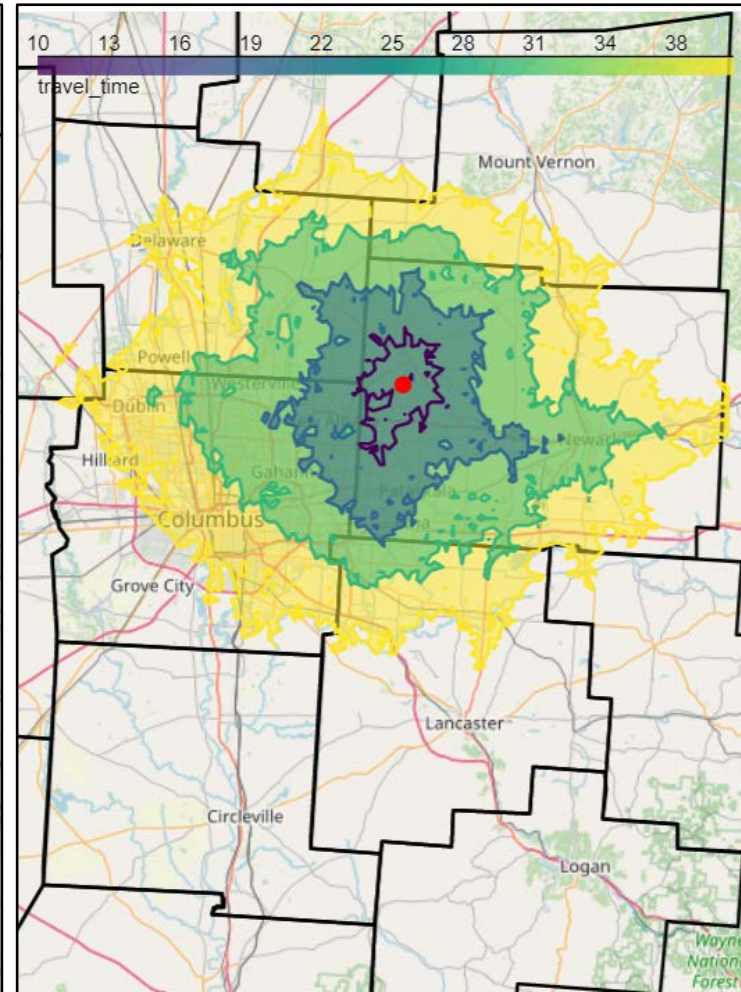 10 13 16 19 22 25 28 31 34 38
travel_time
Mount Vernon
Delaware
Powell
Westerville
Dublin
Newark
Hilliard
Gahanna
Columbus
Grove City
Lancaster
Circleville
Logan
Wayne
National
Forest